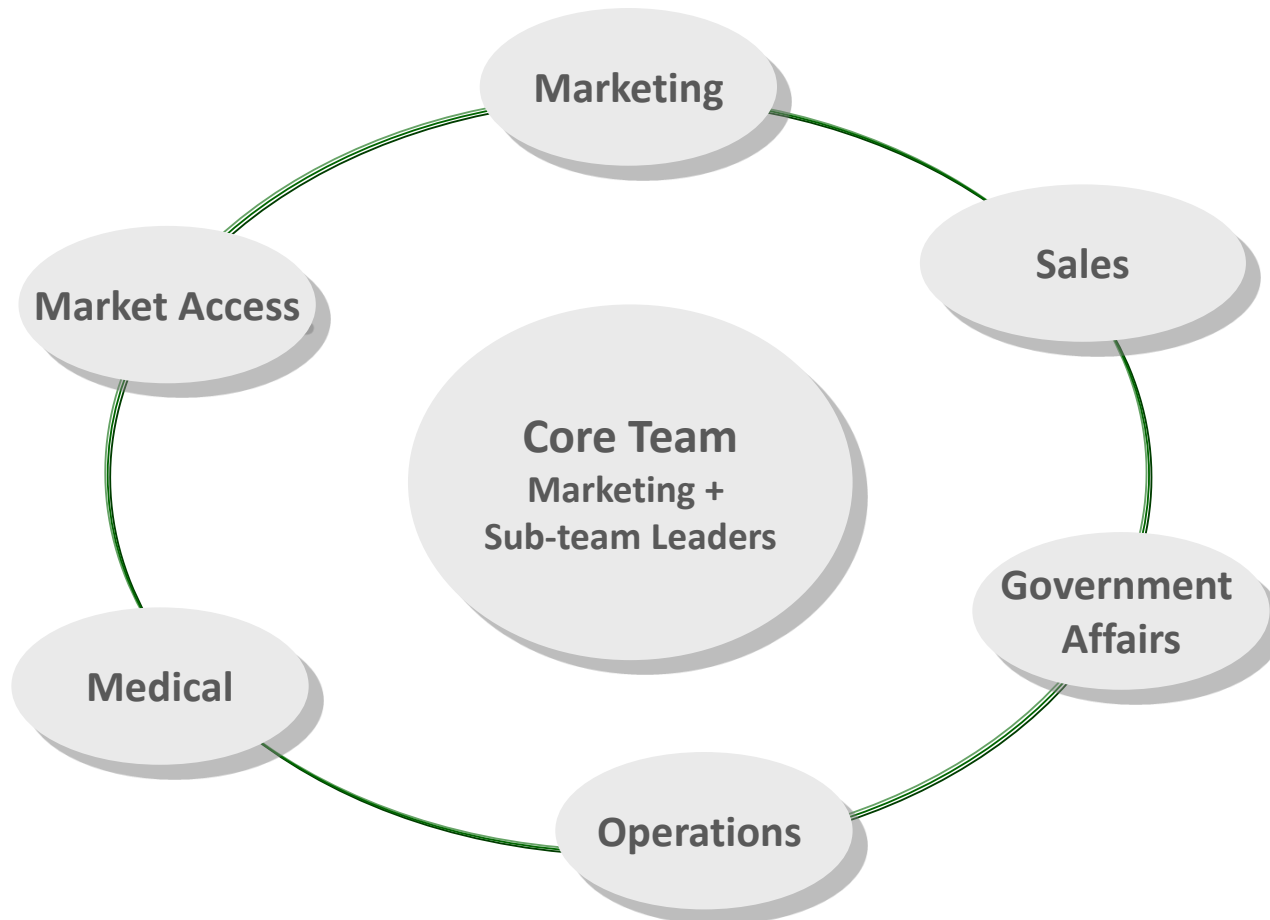 Marketing
Sales
Market Access
Core Team
Marketing +
Sub-team Leaders
Government
Affairs
Medical
Operations